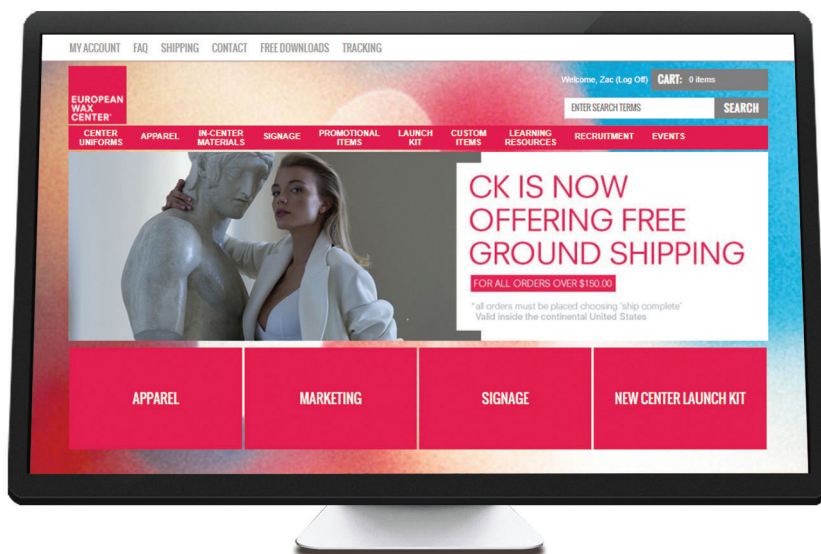 MY ACCOUNT FAQ SHIPPING CONTACT FREE DOWNLOADS TRACKING
Welcome, Zac (Log Off) CART: 0 items
EUROPEAN
WAX
CENTER
ENTER SEARCH TERMS SEARCH
CENTER UNIFORMS APPAREL IN-CENTER MATERIALS SIGNAGE PROMOTIONAL ITEMS LAUNCH KIT CUSTOM ITEMS LEARNING RESOURCES RECRUITMENT EVENTS
CK IS NOW
OFFERING FREE
GROUND SHIPPING
FOR ALL ORDERS OVER $150.00
*all orders must be placed choosing 'ship complete'
Valid inside the continental United States
APPAREL MARKETING SIGNAGE NEW CENTER LAUNCH KIT